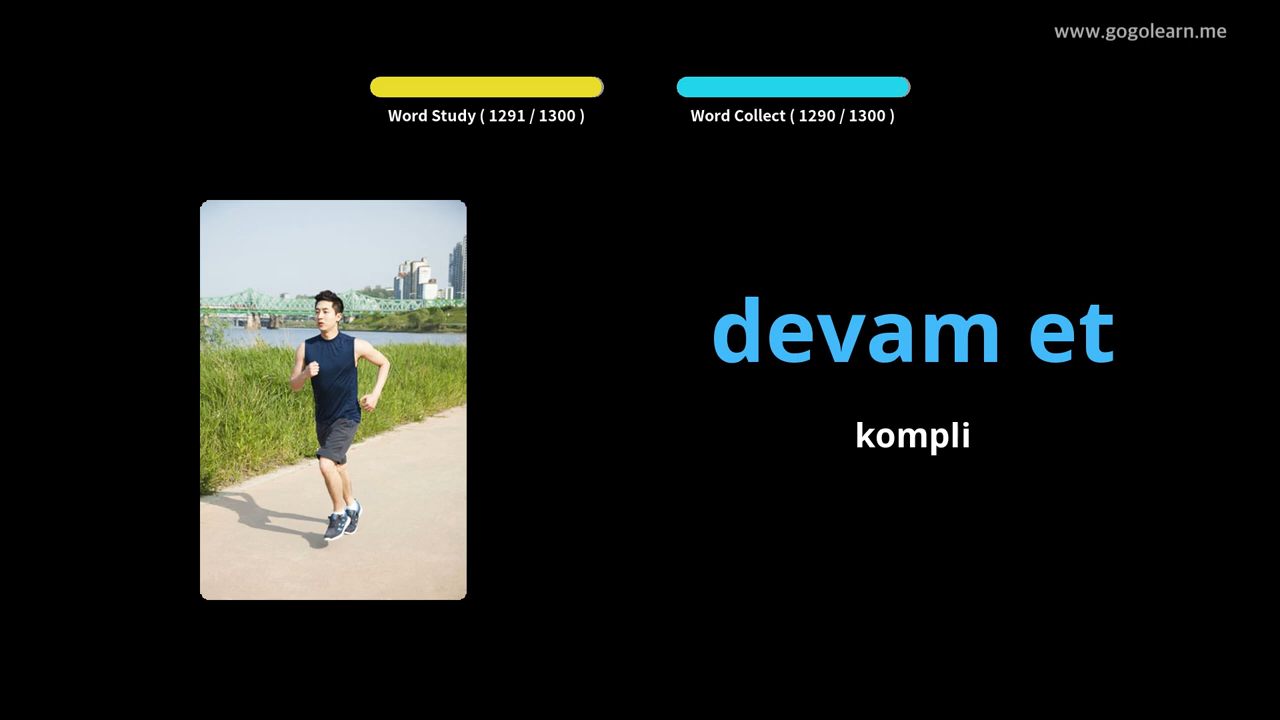 www.gogolearn.me
Word Study ( 1291 / 1300 )
Word Collect ( 1290 / 1300 )
devam et
kompli